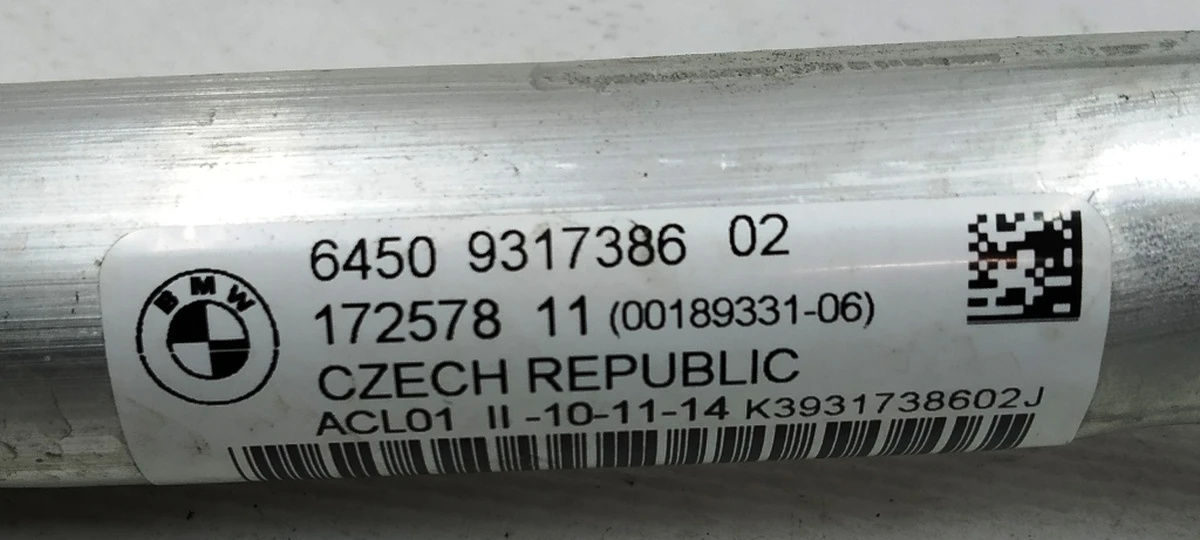 BMW
6450 9317386 02
172578 11 (00189331-06)
CZECH REPUBLIC
ACL01 II -10-11-14 K3931738602J